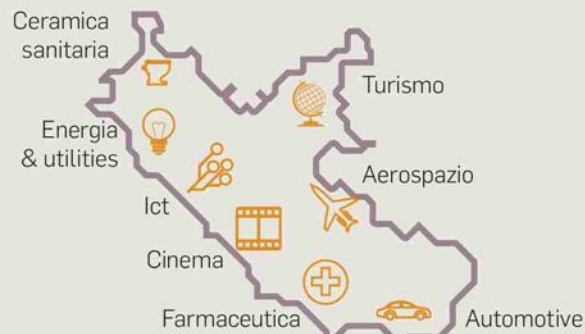 Ceramica
sanitaria
Turismo
Energia
& utilities
Aerospazio
Ict
Cinema
Farmaceutica
Automotive